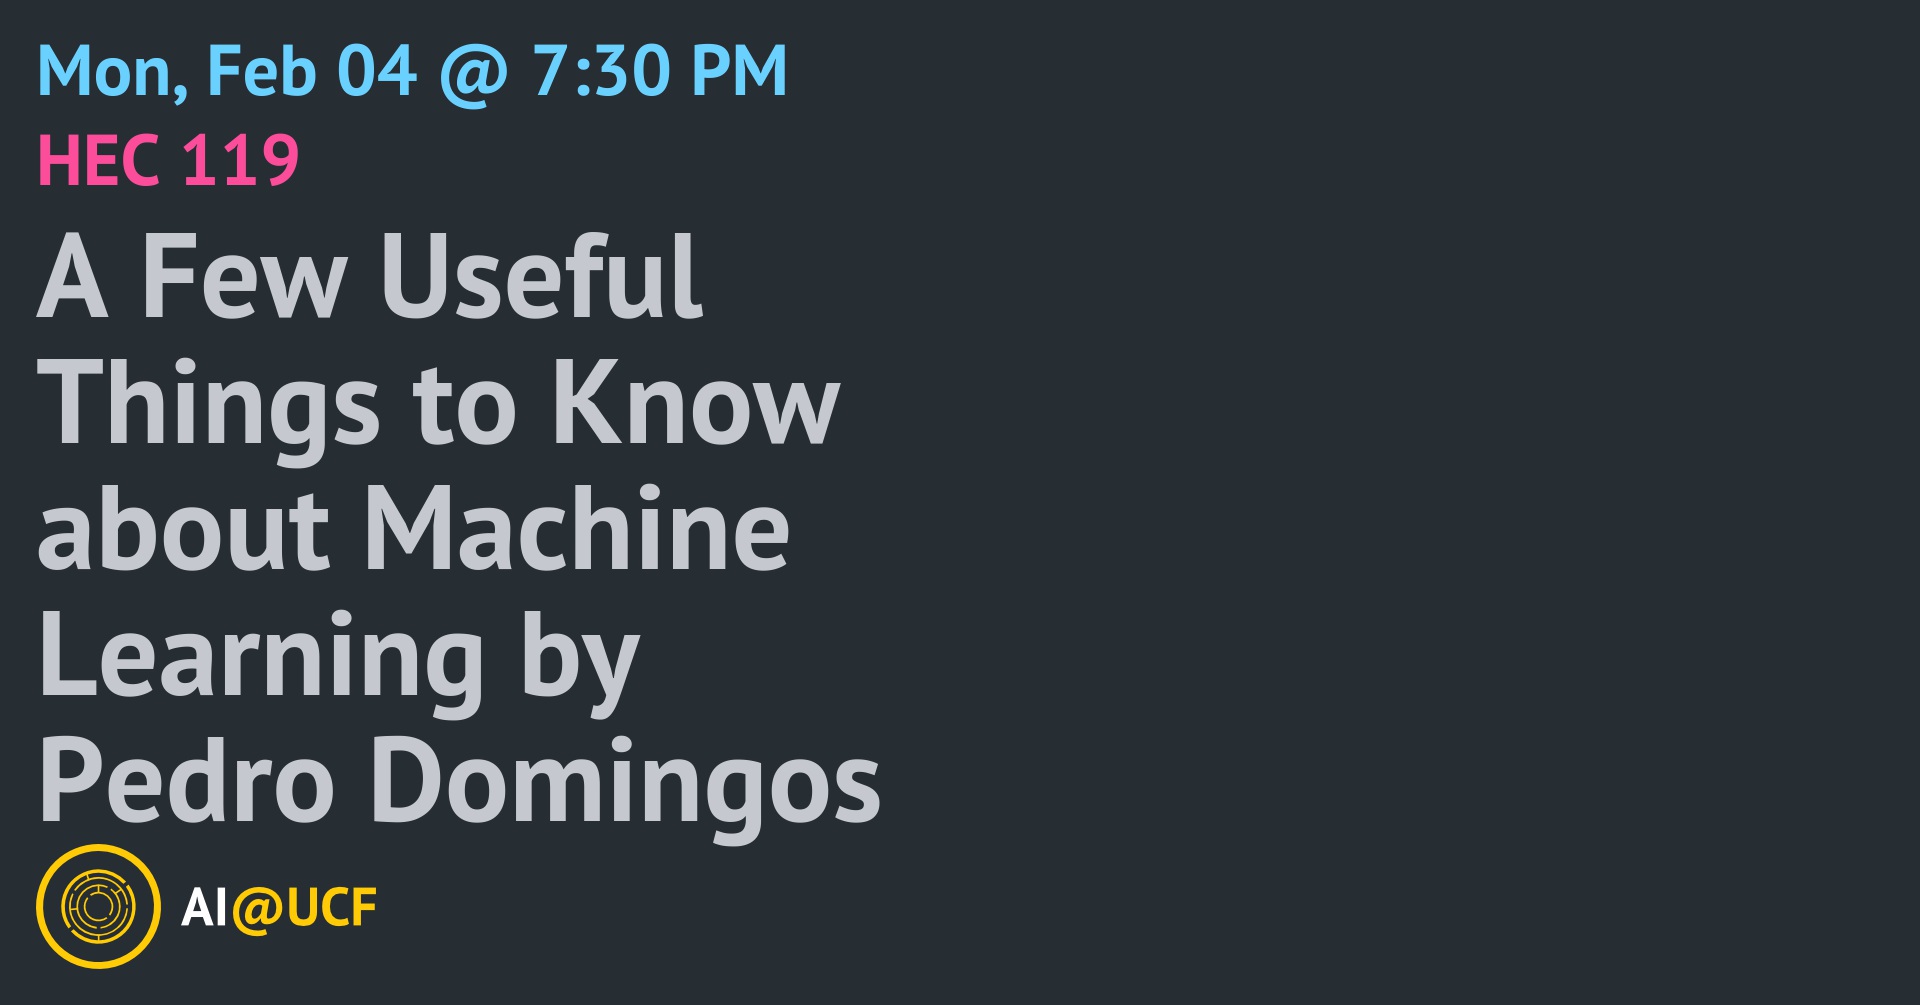 Mon, Feb 04 @ 7:30 PM
HEC 119
A Few Useful
Things to Know
about Machine
Learning by
Pedro Domingos
AI@UCF